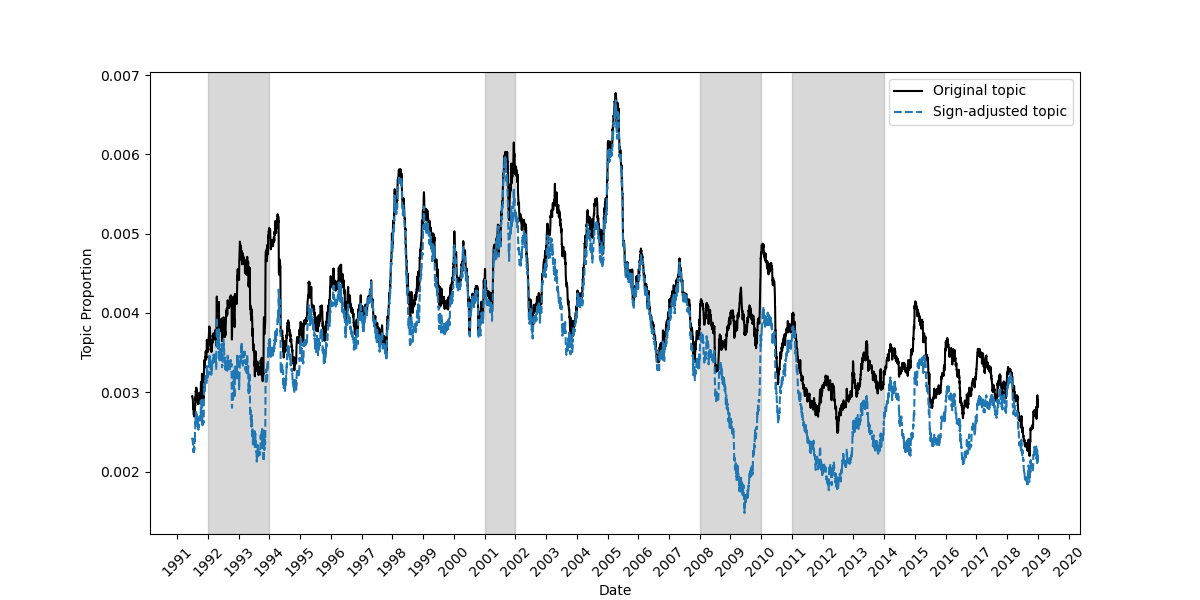 0.007
0.006
0.005
0.004
0.003
0.002
Topic Proportion
Original topic
Sign-adjusted topic
1991 1992 1993 1994 1995 1996 1997 1998 1999 2000 2001 2002 2003 2004 2005 2006 2007 2008 2009 2010 2011 2012 2013 2014 2015 2016 2017 2018 2019 2020
Date